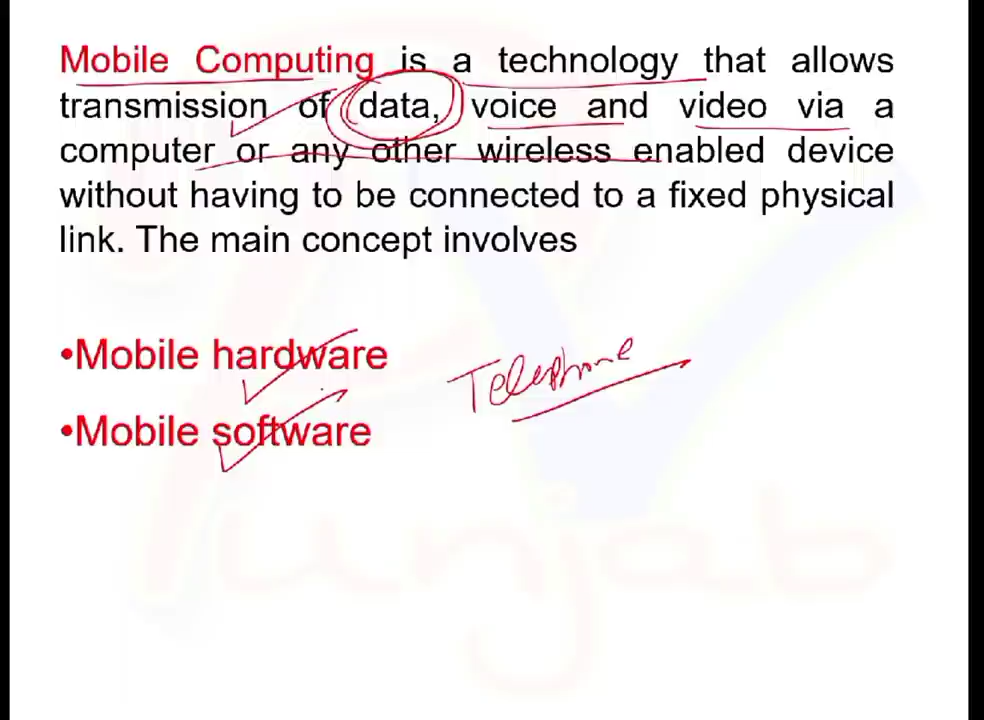 Mobile Computing is a technology that allows
transmission of data, voice and video via a
computer or any other wireless enabled device
without having to be connected to a fixed physical
link. The main concept involves
•Mobile hardware
Telephone
•Mobile software
Punjab